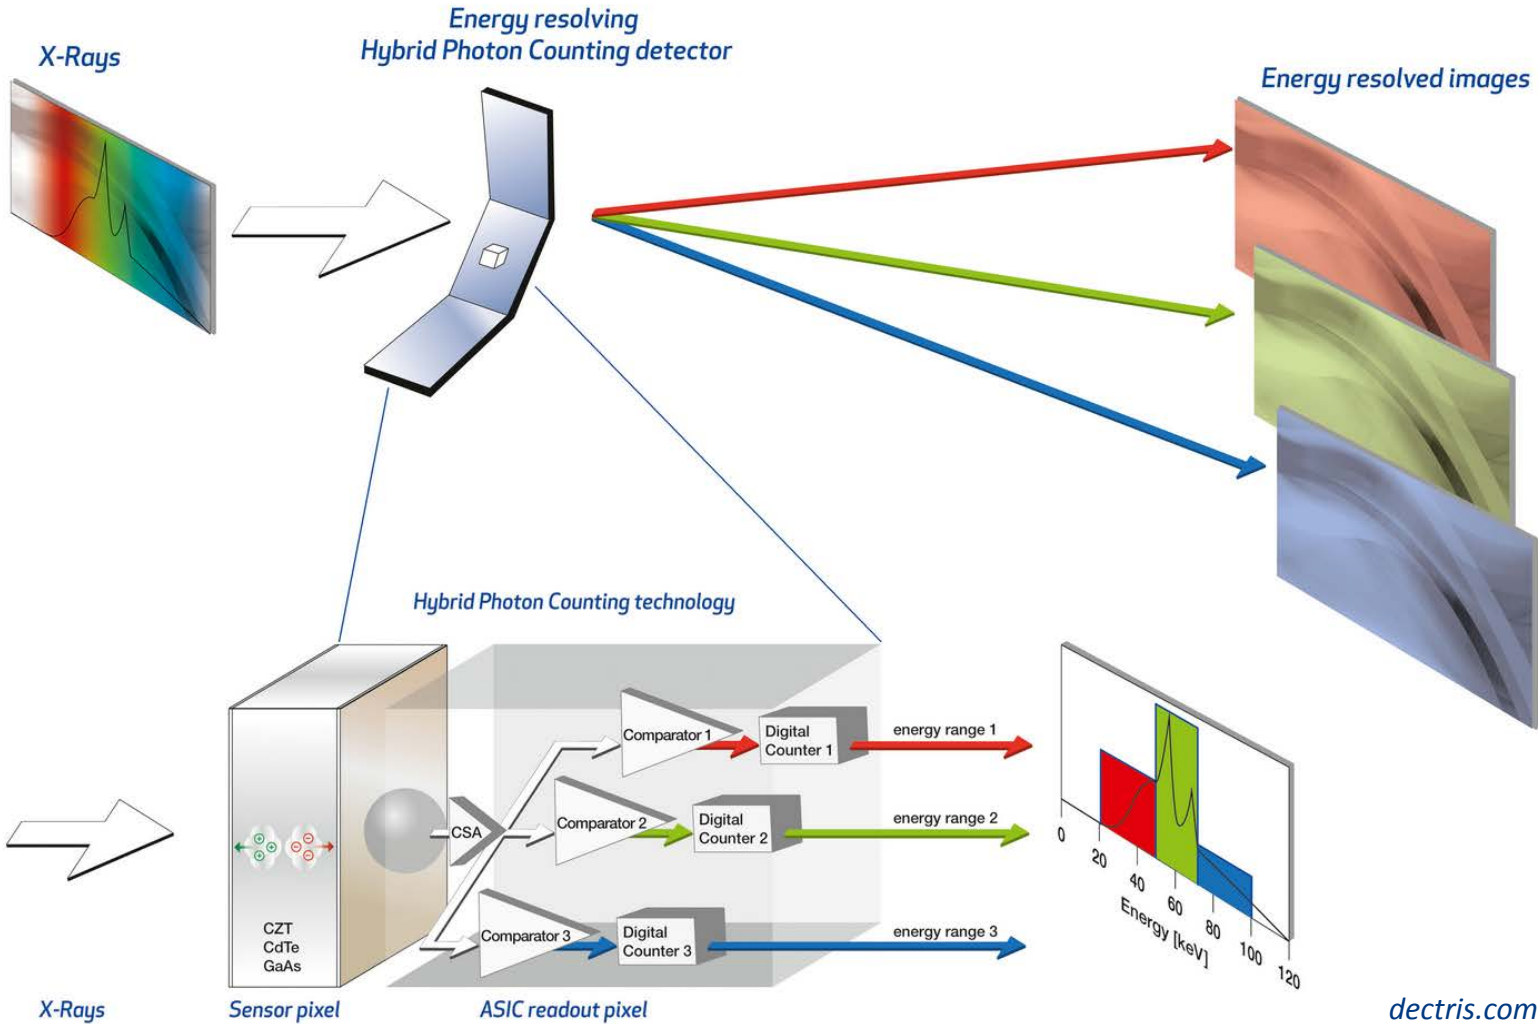 Energy resolving
Hybrid Photon Counting detector
X-Rays
Energy resolved images
Hybrid Photon Counting technology
Comparator 1
Digital
Counter 1
energy range 1
CSA
Comparator 2
Digital
Counter 2
energy range 2
Comparator 3
Digital
Counter 3
energy range 3
CZT
CdTe
GaAs
0
20
40
60
80
100
120
Energy [keV]
X-Rays
Sensor pixel
ASIC readout pixel
dectris.com